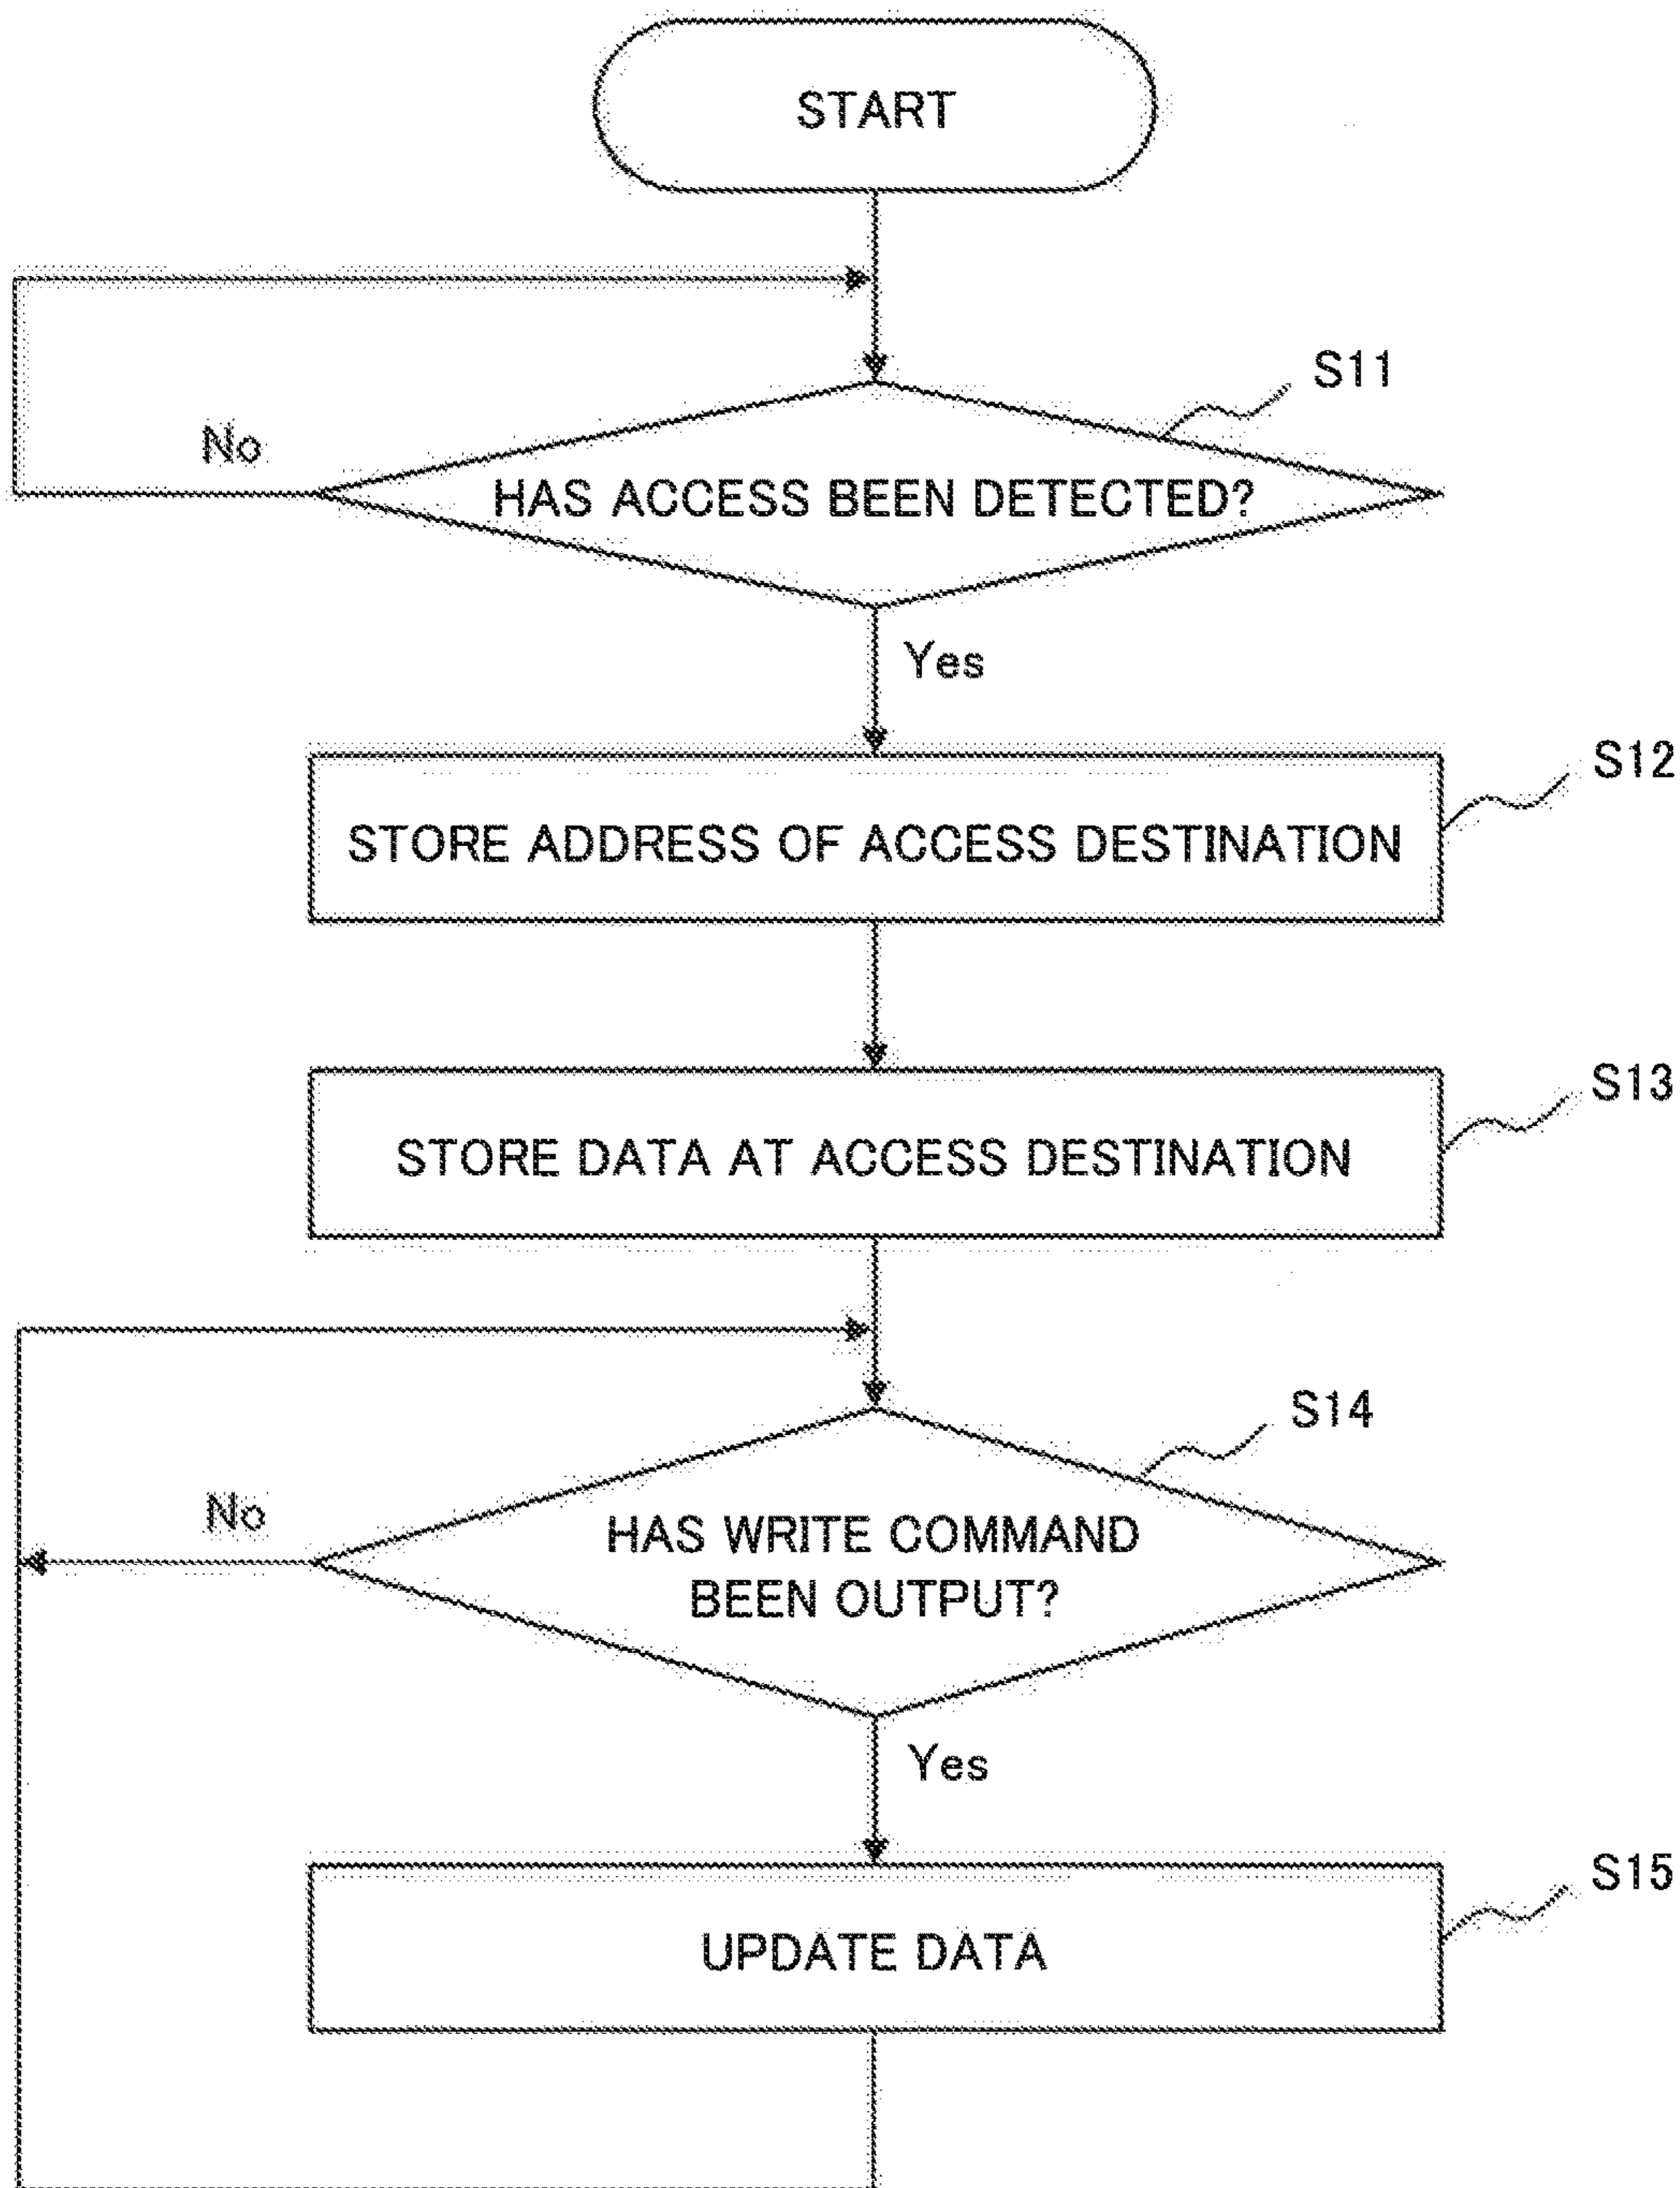 START
S11
No
HAS ACCESS BEEN DETECTED?
Yes
S12
STORE ADDRESS OF ACCESS DESTINATION
S13
STORE DATA AT ACCESS DESTINATION
S14
No
HAS WRITE COMMAND
BEEN OUTPUT?
Yes
S15
UPDATE DATA